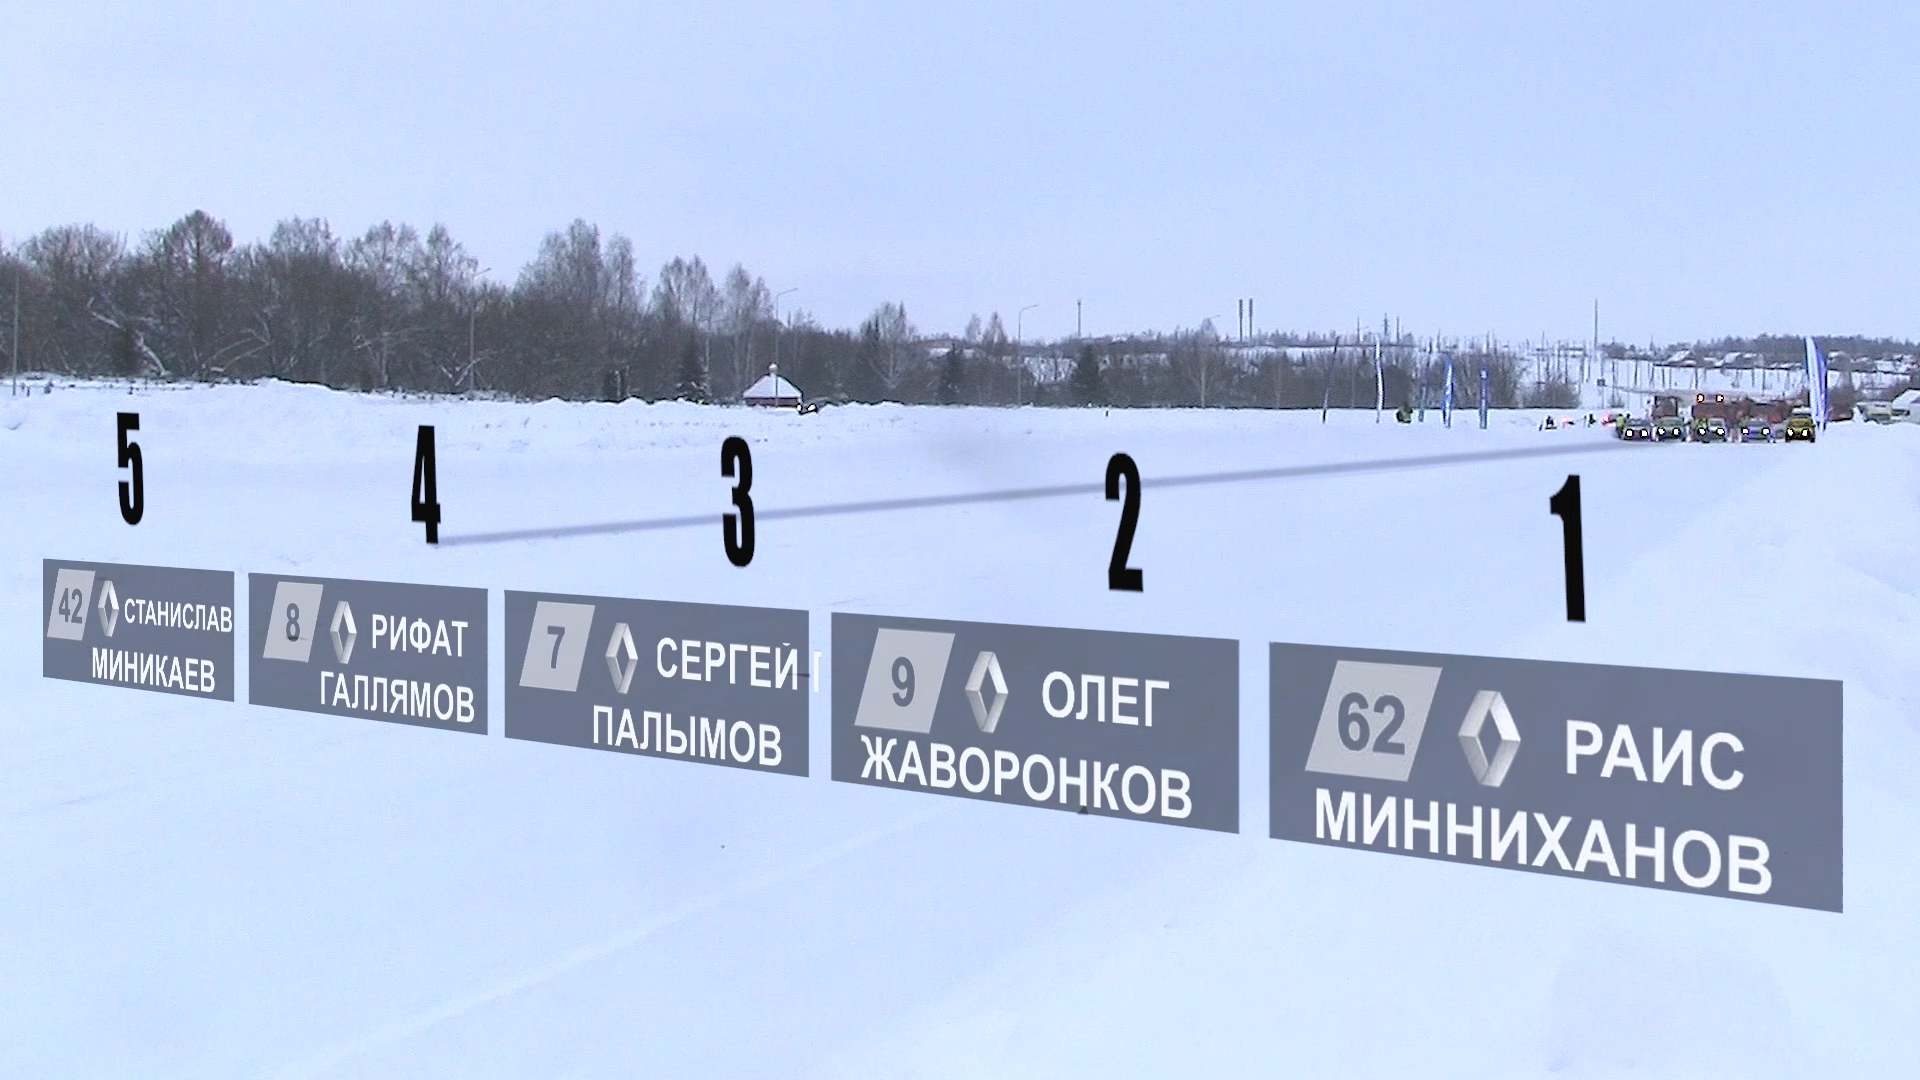 5
4
3
2
1
42 СТАНИСЛАВ
МИНИКАЕВ
8 РИФАТ
ГАЛЛЯМОВ
7 СЕРГЕЙ
ПАЛЫМОВ
9 ОЛЕГ
ЖАВОРОНКОВ
62 РАИС
МИННИХАНОВ